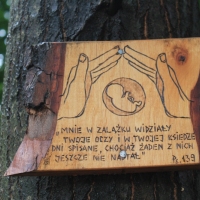 „MNIE W ZALĄŻKU WIDZIAŁY
TWOJE OCZY I W TWOJEJ KSIĘDZE
DNI SPISANE, CHOCIAŻ ŻADEN Z NICH
JESZCZE NIE NASTAŁ."
Ps 139